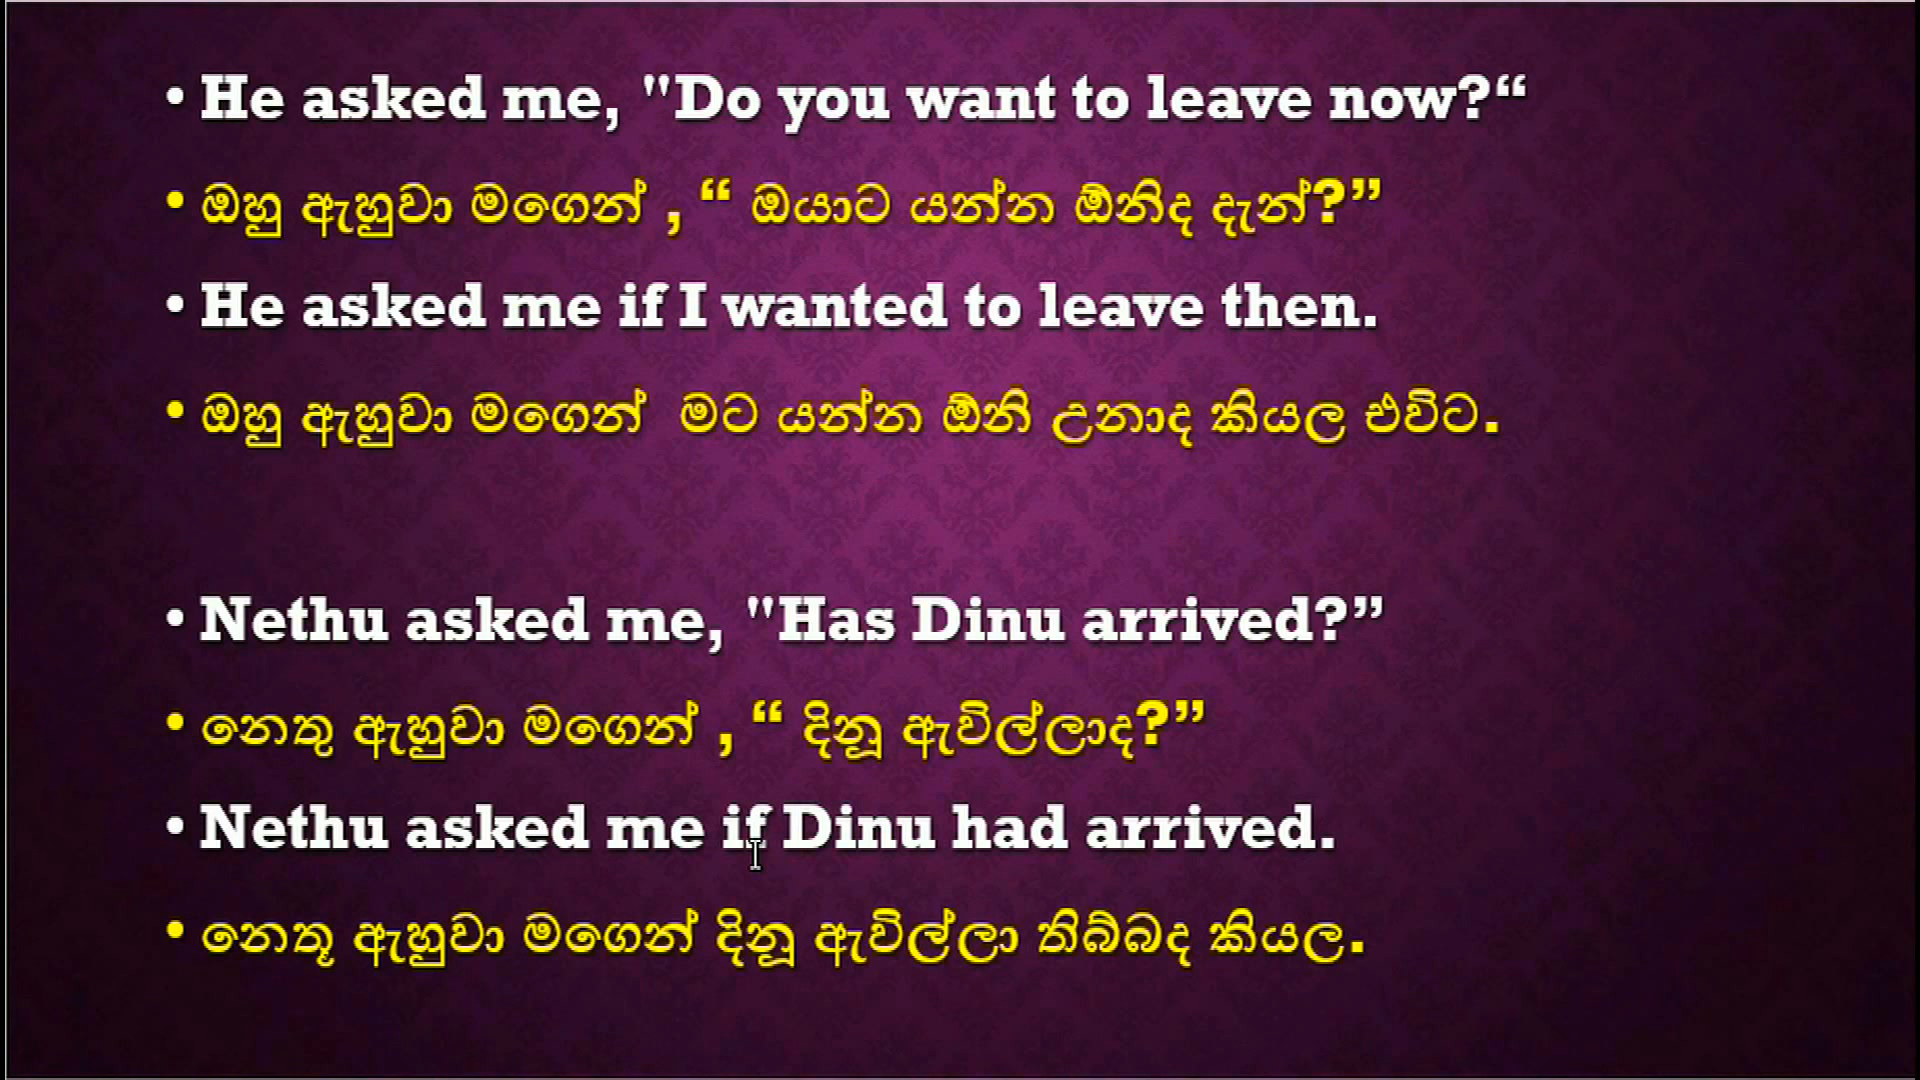 • He asked me, "Do you want to leave now?“
• ඔහු ඇහුවා මගෙන් , “ ඔයාට යන්න ඕනිද දැන්?”
• He asked me if I wanted to leave then.
• ඔහු ඇහුවා මගෙන්  මට යන්න ඕනි උනාද කියල එවිට.
• Nethu asked me, "Has Dinu arrived?”
• නෙතු ඇහුවා මගෙන් , “ දිනූ ඇවිල්ලාද?”
• Nethu asked me if Dinu had arrived.
• නෙතූ ඇහුවා මගෙන් දිනූ ඇවිල්ලා තිබ්බද කියල.